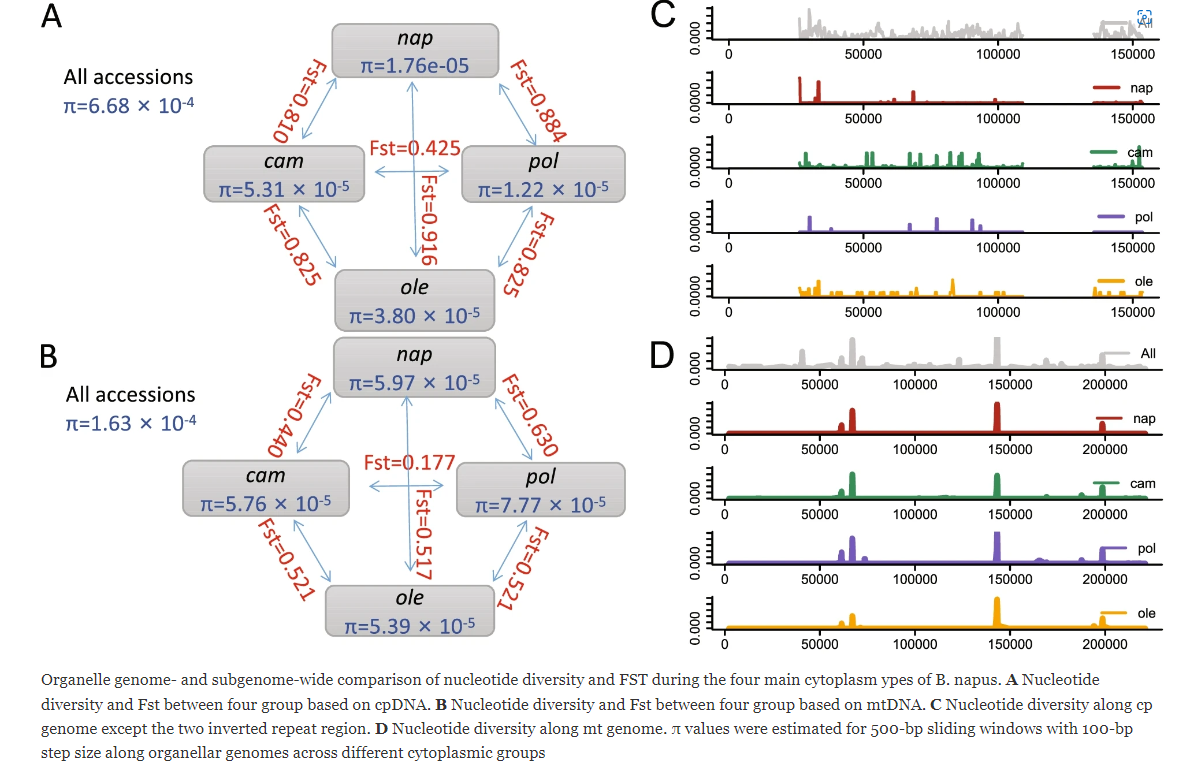 A
nap
π=1.76e-05
All accessions
π=6.68 × 10-4
Fst=0.810
Fst=0.884
cam
π=5.31 × 10-5
Fst=0.425
pol
π=1.22 × 10-5
Fst=0.916
Fst=0.825
Fst=0.825
ole
π=3.80 × 10-5
B
nap
π=5.97 × 10-5
All accessions
π=1.63 × 10-4
Fst=0.440
Fst=0.630
cam
π=5.76 × 10-5
Fst=0.177
pol
π=7.77 × 10-5
Fst=0.517
Fst=0.521
Fst=0.521
ole
π=5.39 × 10-5
C
0.000
All
0 50000 100000 150000
0.0000
nap
0 50000 100000 150000
0.0000
cam
0 50000 100000 150000
0.0000
pol
0 50000 100000 150000
0.0000
ole
0 50000 100000 150000
D
0.000
All
0 50000 100000 150000 200000
0.000
nap
0 50000 100000 150000 200000
0.000
cam
0 50000 100000 150000 200000
0.000
pol
0 50000 100000 150000 200000
0.000
ole
0 50000 100000 150000 200000
Organelle genome- and subgenome-wide comparison of nucleotide diversity and FST during the four main cytoplasm ypes of B. napus. A Nucleotide
diversity and Fst between four group based on cpDNA. B Nucleotide diversity and Fst between four group based on mtDNA. C Nucleotide diversity along cp
genome except the two inverted repeat region. D Nucleotide diversity along mt genome. π values were estimated for 500-bp sliding windows with 100-bp
step size along organellar genomes across different cytoplasmic groups